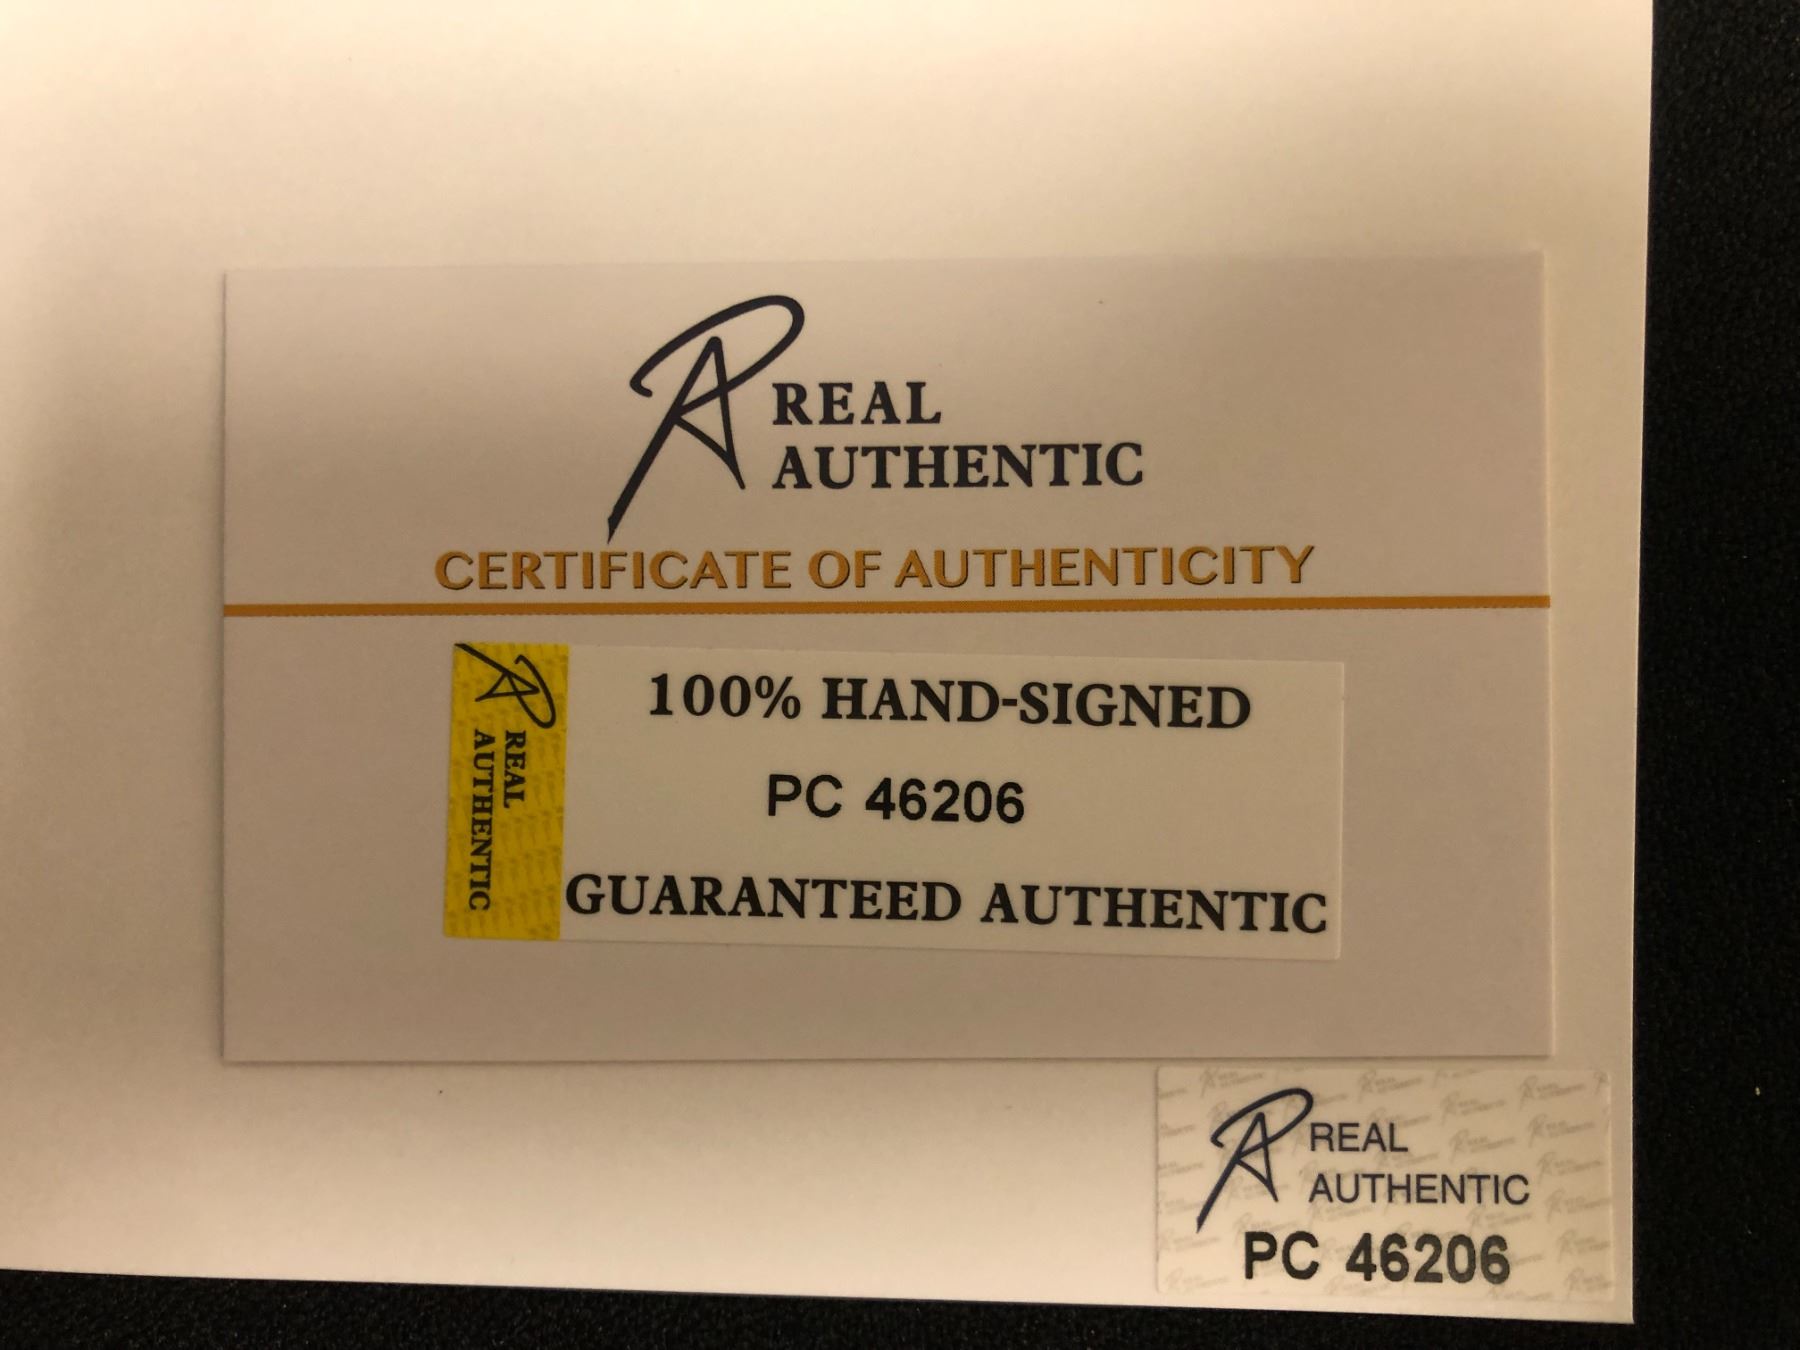 REAL
AUTHENTIC
CERTIFICATE OF AUTHENTICITY
REAL
AUTHENTIC
100% HAND-SIGNED
PC 46206
GUARANTEED AUTHENTIC
REAL
AUTHENTIC
PC 46206